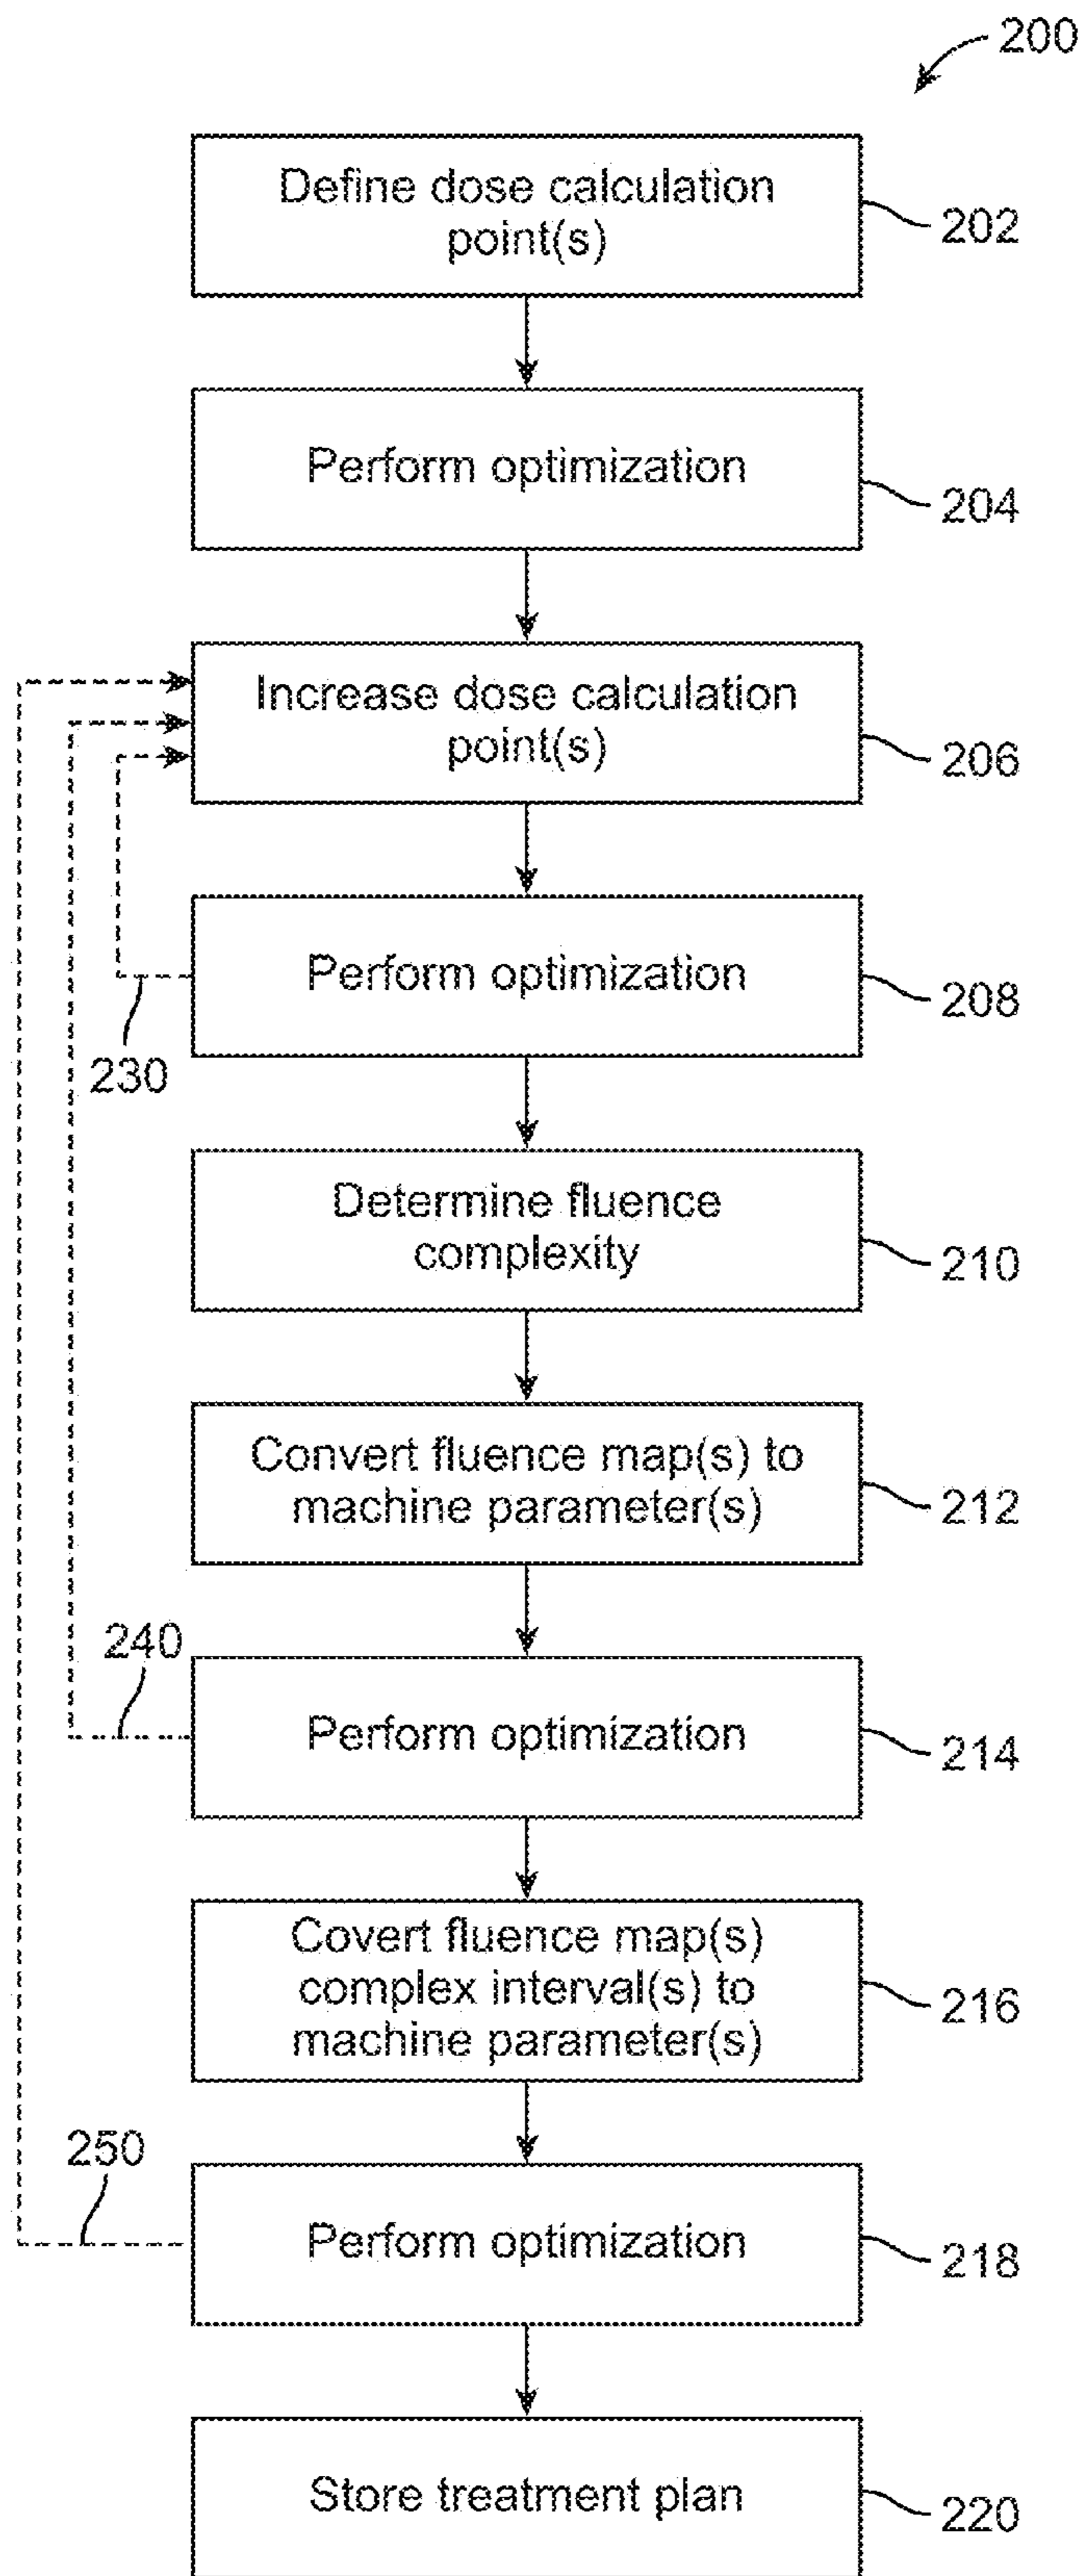 200
Define dose calculation
point(s)
202
Perform optimization
204
Increase dose calculation
point(s)
206
Perform optimization
208
230
Determine fluence
complexity
210
Convert fluence map(s) to
machine parameter(s)
212
240
Perform optimization
214
Covert fluence map(s)
complex interval(s) to
machine parameter(s)
216
250
Perform optimization
218
Store treatment plan
220